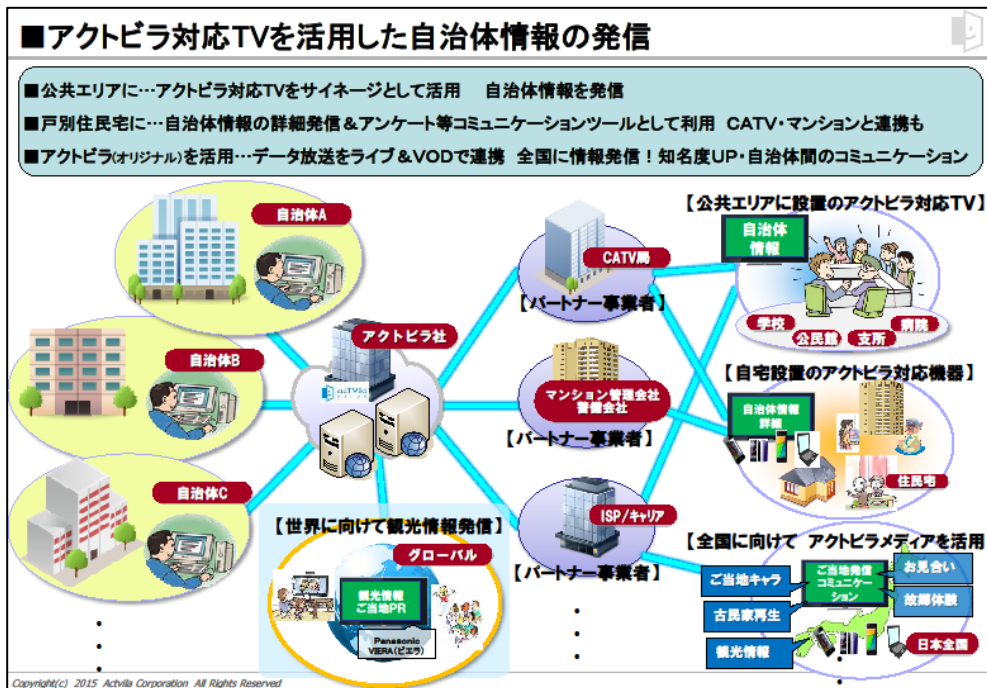 ■アクトビラ対応TVを活用した自治体情報の発信
■公共エリアに…アクトビラ対応TVをサイネージとして活用　自治体情報を発信
■戸別住民宅に…自治体情報の詳細発信＆アンケート等コミュニケーションツールとして利用　CATV・マンションと連携も
■アクトビラ(オリジナル)を活用…データ放送をライブ＆VODで連携　全国に情報発信！知名度UP・自治体間のコミュニケーション
自治体A
自治体B
自治体C
アクトビラ社
actVila
CATV局
【パートナー事業者】
マンション管理会社
警備会社
【パートナー事業者】
ISP/キャリア
【パートナー事業者】
【世界に向けて観光情報発信】
グローバル
観光情報
ご当地PR
Panasonic
VIERA(ビエラ)
【公共エリアに設置のアクトビラ対応TV】
自治体
情報
学校
公民館
支所
病院
【自宅設置のアクトビラ対応機器】
自治体情報
詳細
住民宅
【全国に向けて　アクトビラメディアを活用】
ご当地キャラ
古民家再生
観光情報
ご当地発信
コミュニケー
ション
お見合い
故郷体験
日本全国
Copyright(c) 2015 Actvila Corporation All Rights Reserved